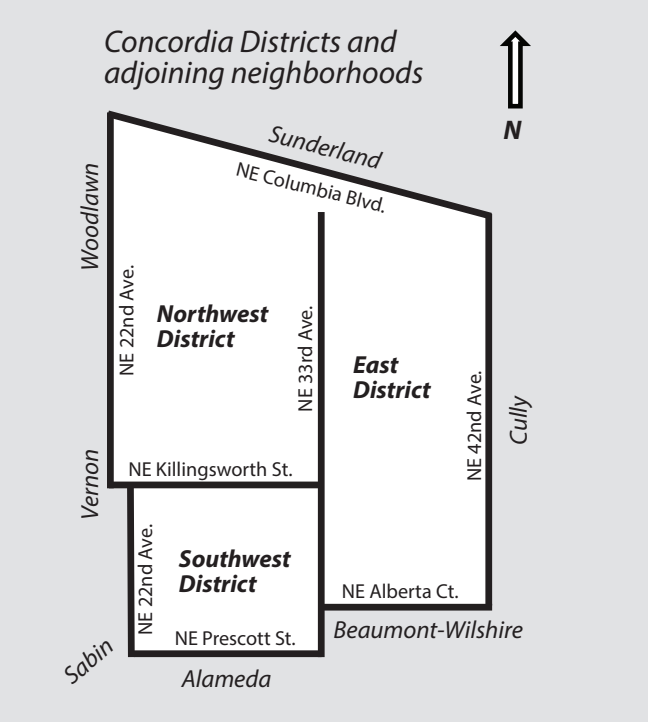 Concordia Districts and
adjoining neighborhoods
N
Sunderland
NE Columbia Blvd.
Woodlawn
NE 22nd Ave.
Northwest
District
NE 33rd Ave.
East
District
NE 42nd Ave.
Cully
Vernon
NE Killingsworth St.
NE 22nd Ave.
Southwest
District
NE Alberta Ct.
NE Prescott St.
Beaumont-Wilshire
Sabin
Alameda